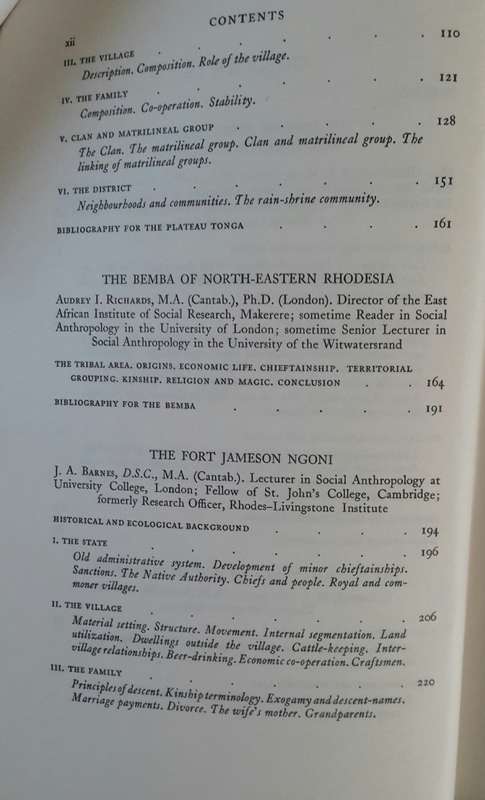 xii
CONTENTS
III. THE VILLAGE . . . . . . 110
Description. Composition. Role of the village.
IV. THE FAMILY . . . . . . 121
Composition. Co-operation. Stability.
V. CLAN AND MATRILINEAL GROUP . . . . . 128
The Clan. The matrilineal group. Clan and matrilineal group. The
linking of matrilineal groups.
VI. THE DISTRICT . . . . . . 151
Neighbourhoods and communities. The rain-shrine community.
BIBLIOGRAPHY FOR THE PLATEAU TONGA . . . . 161
THE BEMBA OF NORTH-EASTERN RHODESIA
AUDREY I. RICHARDS, M.A. (Cantab.), Ph.D. (London). Director of the East
African Institute of Social Research, Makerere; sometime Reader in Social
Anthropology in the University of London; sometime Senior Lecturer in
Social Anthropology in the University of the Witwatersrand
THE TRIBAL AREA. ORIGINS. ECONOMIC LIFE. CHIEFTAINSHIP. TERRITORIAL
GROUPING. KINSHIP. RELIGION AND MAGIC. CONCLUSION . . 164
BIBLIOGRAPHY FOR THE BEMBA . . . . . 191
THE FORT JAMESON NGONI
J. A. BARNES, D.S.C., M.A. (Cantab.). Lecturer in Social Anthropology at
University College, London; Fellow of St. John's College, Cambridge;
formerly Research Officer, Rhodes–Livingstone Institute
HISTORICAL AND ECOLOGICAL BACKGROUND . . . . 194
I. THE STATE . . . . . . . 196
Old administrative system. Development of minor chieftainships.
Sanctions. The Native Authority. Chiefs and people. Royal and com-
moner villages.
II. THE VILLAGE . . . . . . 206
Material setting. Structure. Movement. Internal segmentation. Land
utilization. Dwellings outside the village. Cattle-keeping. Inter-
village relationships. Beer-drinking. Economic co-operation. Craftsmen.
III. THE FAMILY . . . . . . 220
Principles of descent. Kinship terminology. Exogamy and descent-names.
Marriage payments. Divorce. The wife's mother. Grandparents.